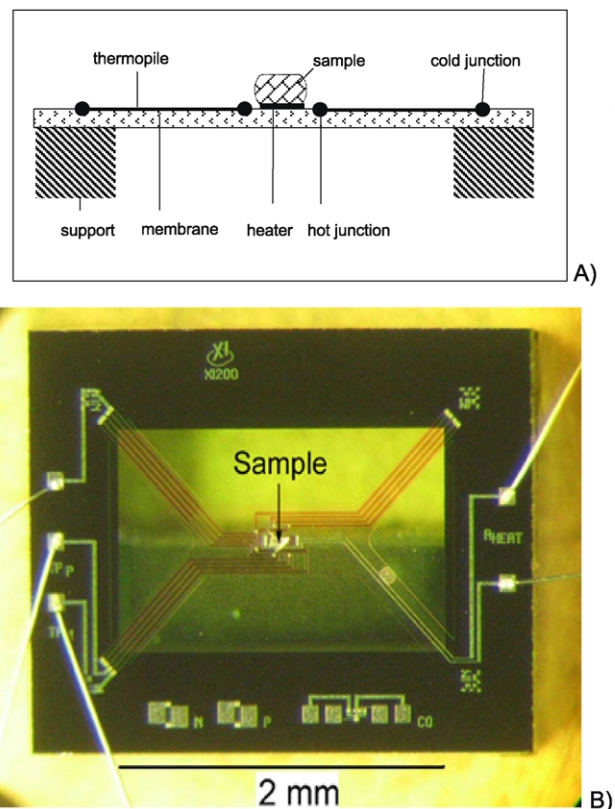 thermopile
sample
cold junction
support
membrane
heater
hot junction
A)
XI200
Sample
RHEAT
N
P
CO
2 mm
B)